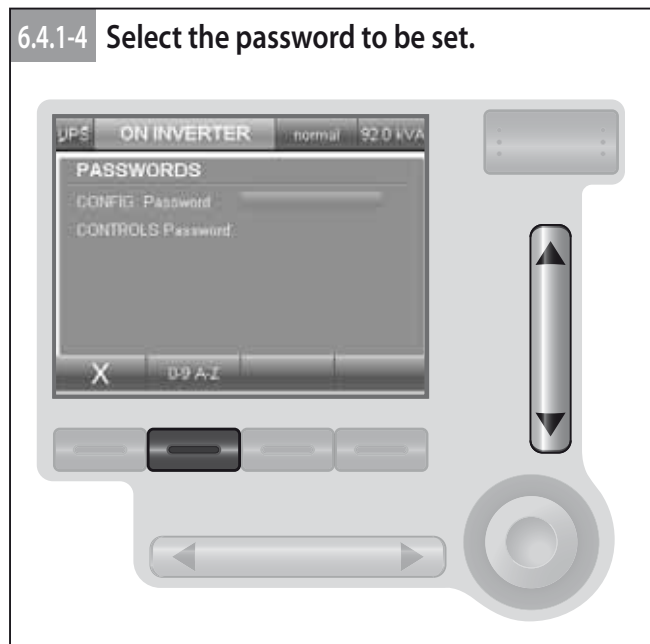 6.4.1-4 Select the password to be set.
UPS ON INVERTER normal 92.0 kVA
PASSWORDS
CONFIG. Password
CONTROLS Password
X 0-9 A-Z